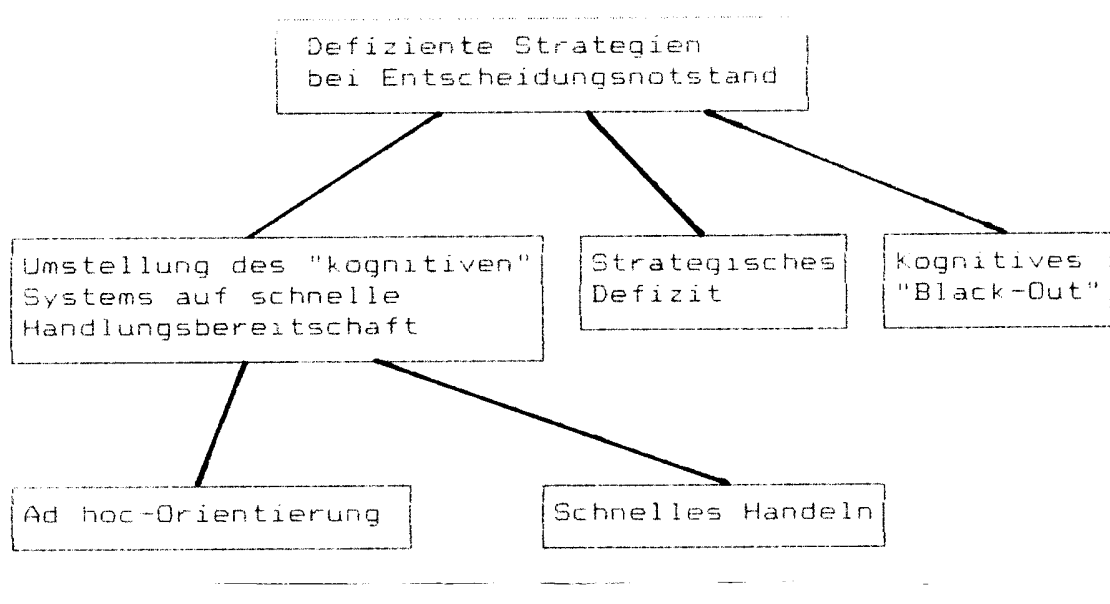 Defiziente Strategien
bei Entscheidungsnotstand
Umstellung des "kognitiven"
Systems auf schnelle
Handlungsbereitschaft
Strategisches
Defizit
Kognitives
"Black-Out"
Ad hoc-Orientierung
Schnelles Handeln